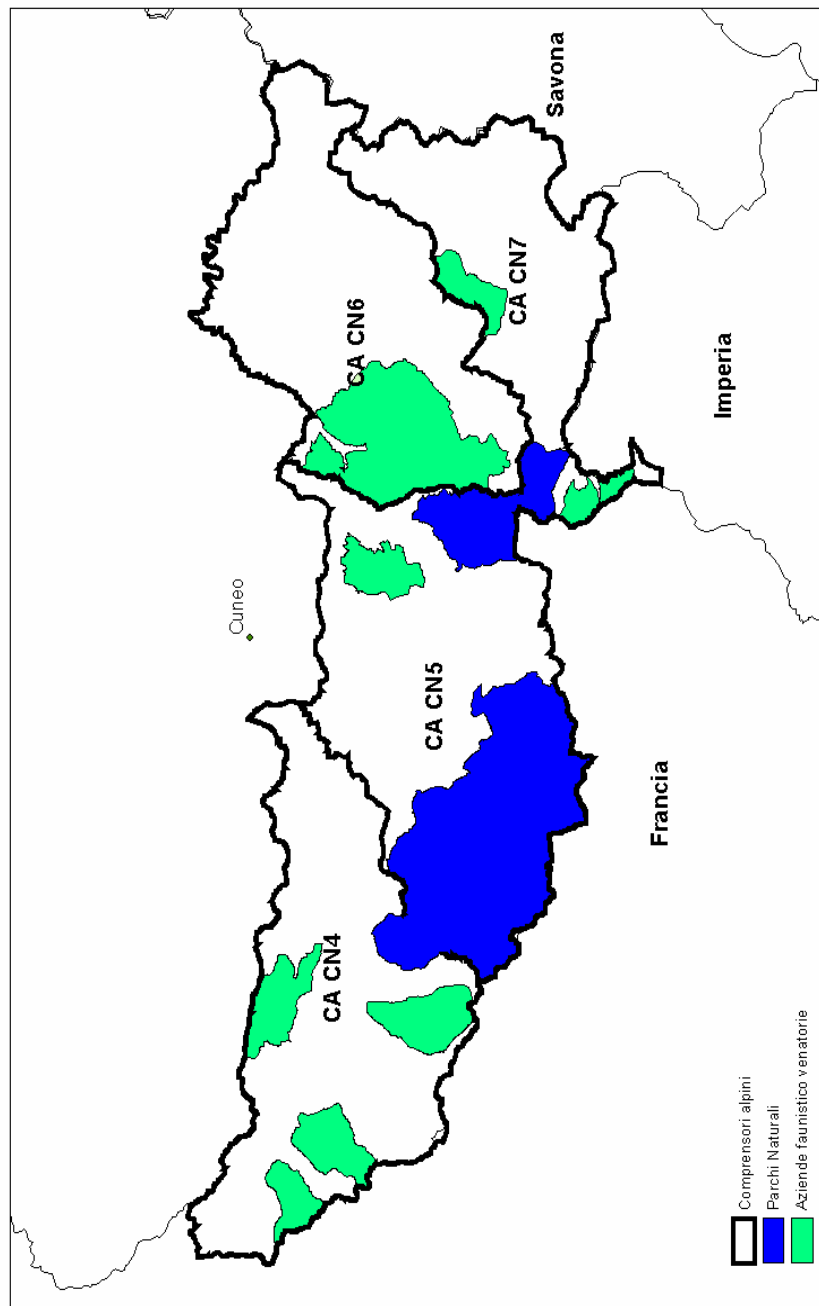 Cuneo
CA CN4
CA CN5
CA CN6
CA CN7
Francia
Imperia
Savona
Comprensori alpini
Parchi Naturali
Aziende faunistico venatorie